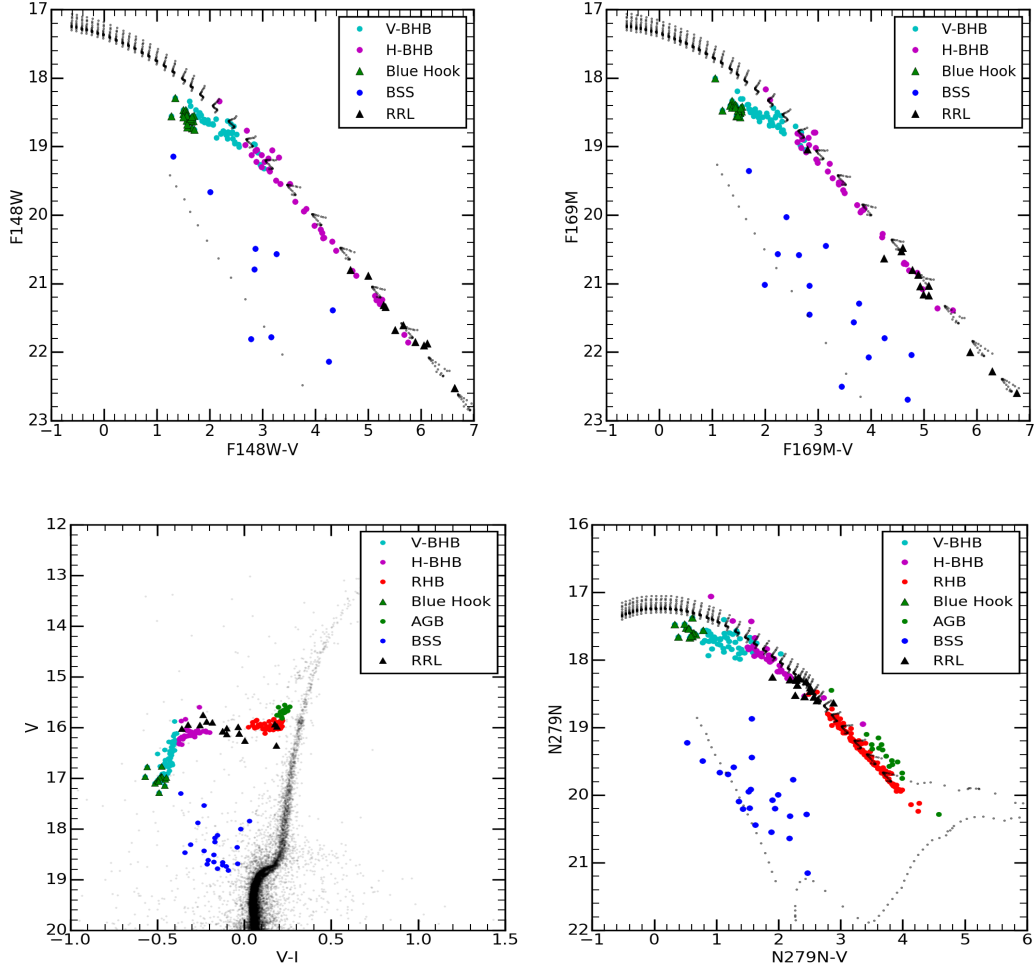 17
18
19
20
21
22
23
F148W
−1 0 1 2 3 4 5 6 7
F148W-V
V-BHB
H-BHB
Blue Hook
BSS
RRL
17
18
19
20
21
22
23
F169M
−1 0 1 2 3 4 5 6 7
F169M-V
V-BHB
H-BHB
Blue Hook
BSS
RRL
12
13
14
15
16
17
18
19
20
V
−1.0 −0.5 0.0 0.5 1.0 1.5
V-I
V-BHB
H-BHB
RHB
Blue Hook
AGB
BSS
RRL
16
17
18
19
20
21
22
N279N
−1 0 1 2 3 4 5 6
N279N-V
V-BHB
H-BHB
RHB
Blue Hook
AGB
BSS
RRL